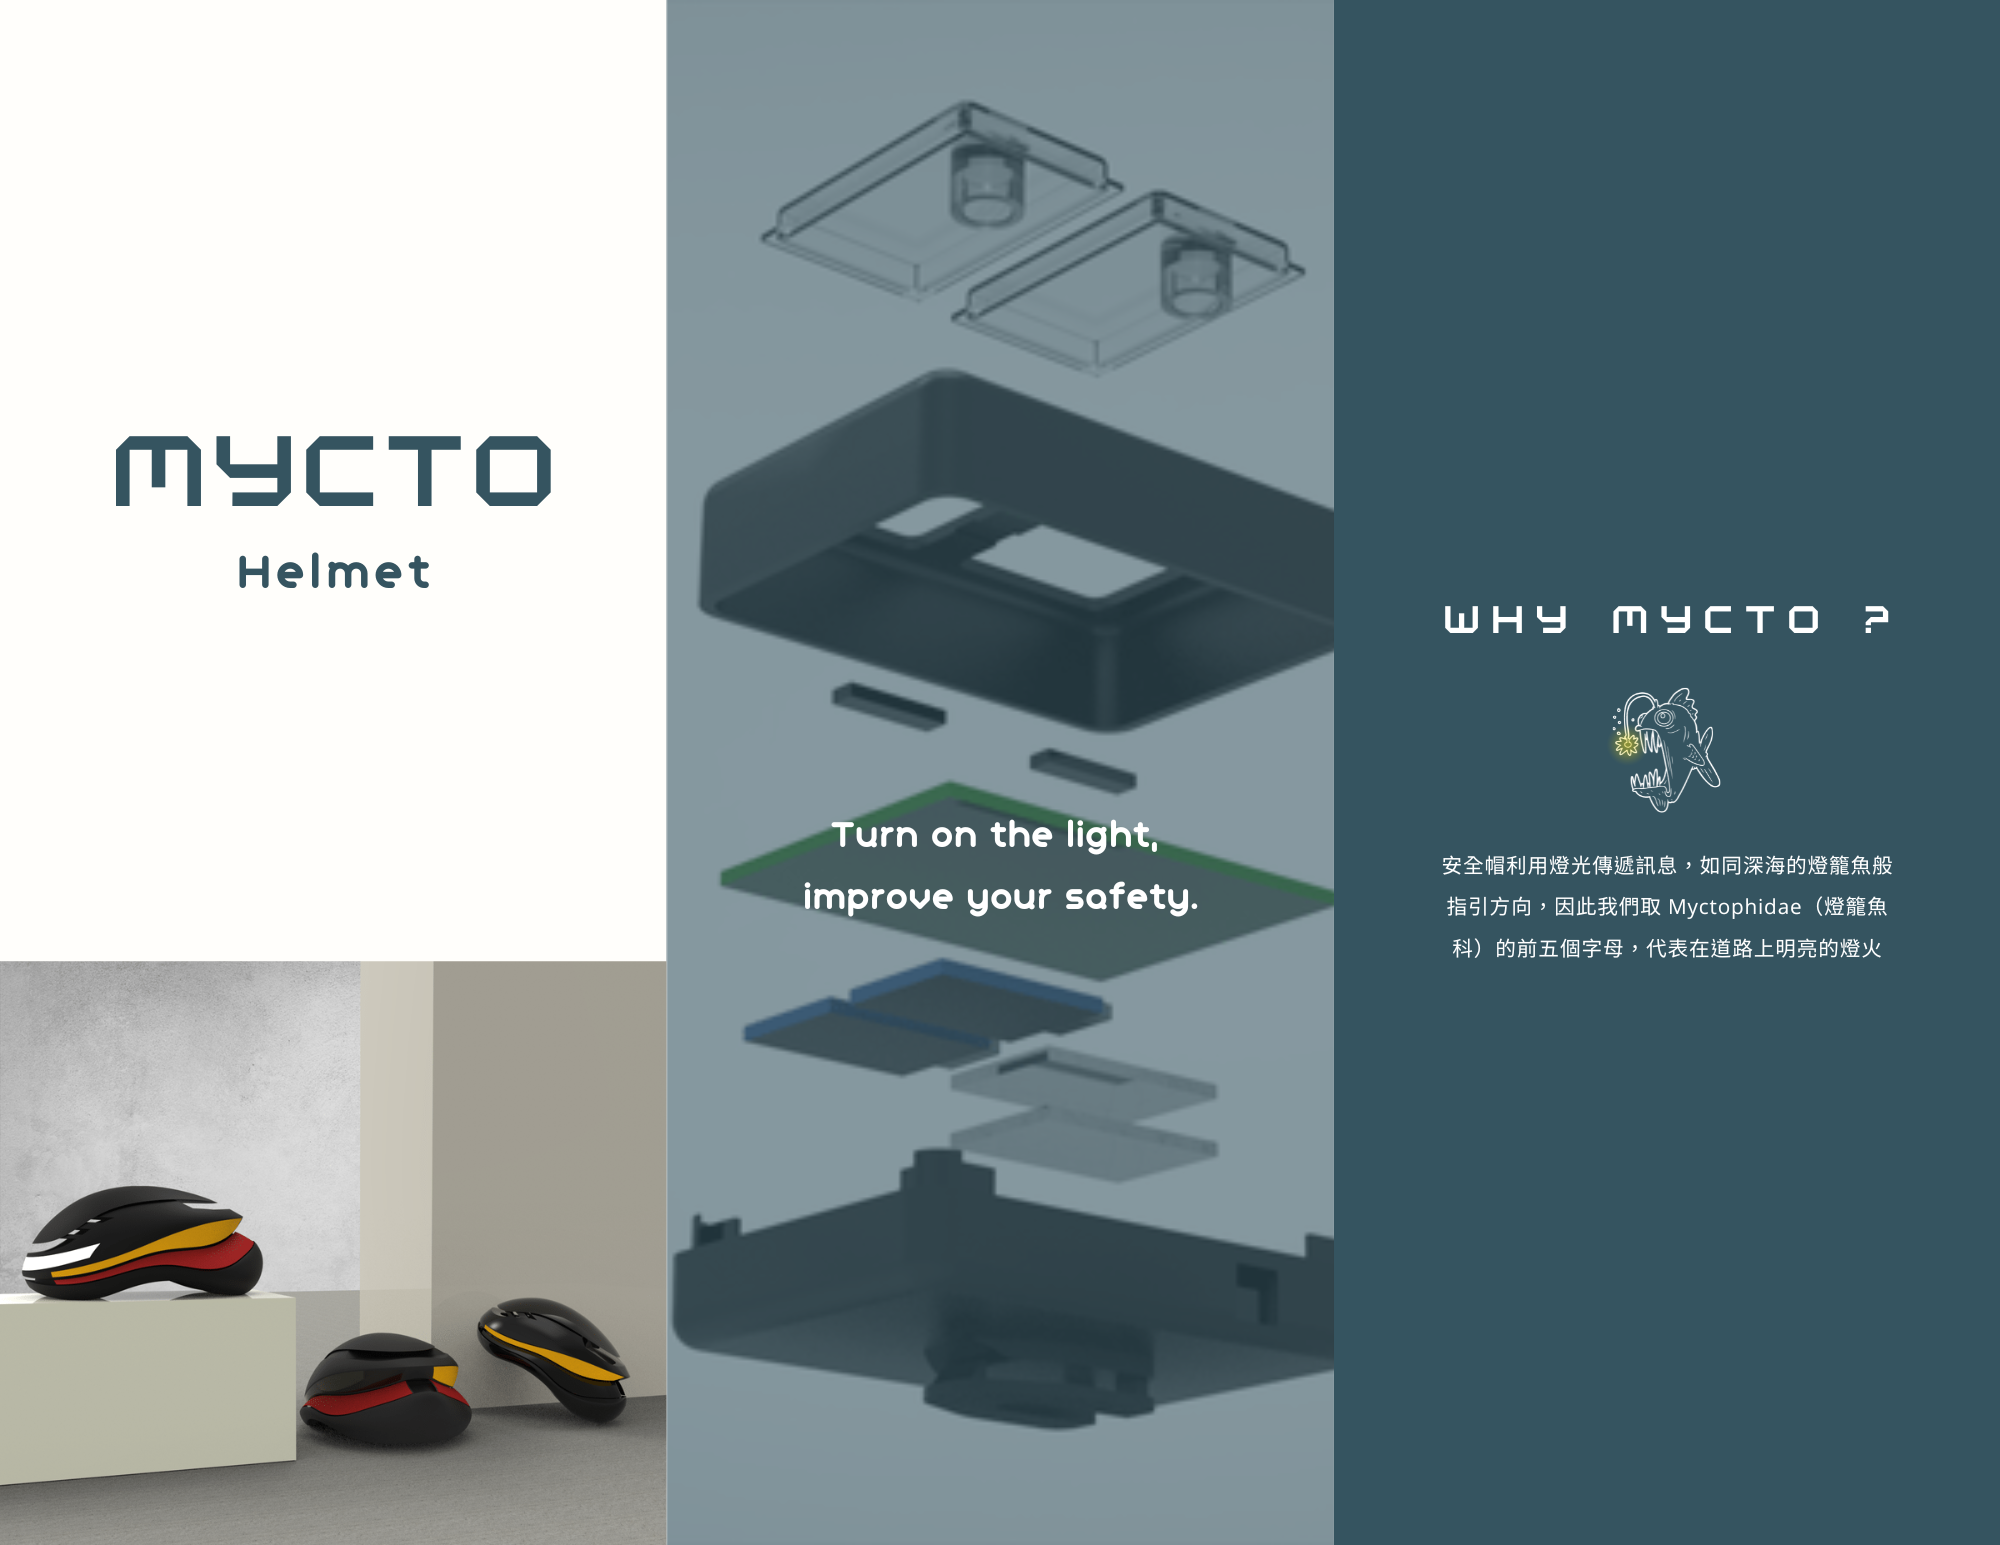 MYCTO
Helmet
Turn on the light,
improve your safety.
WHY MYCTO ?
安全帽利用燈光傳遞訊息，如同深海的燈籠魚般
指引方向，因此我們取 Myctophidae（燈籠魚
科）的前五個字母，代表在道路上明亮的燈火